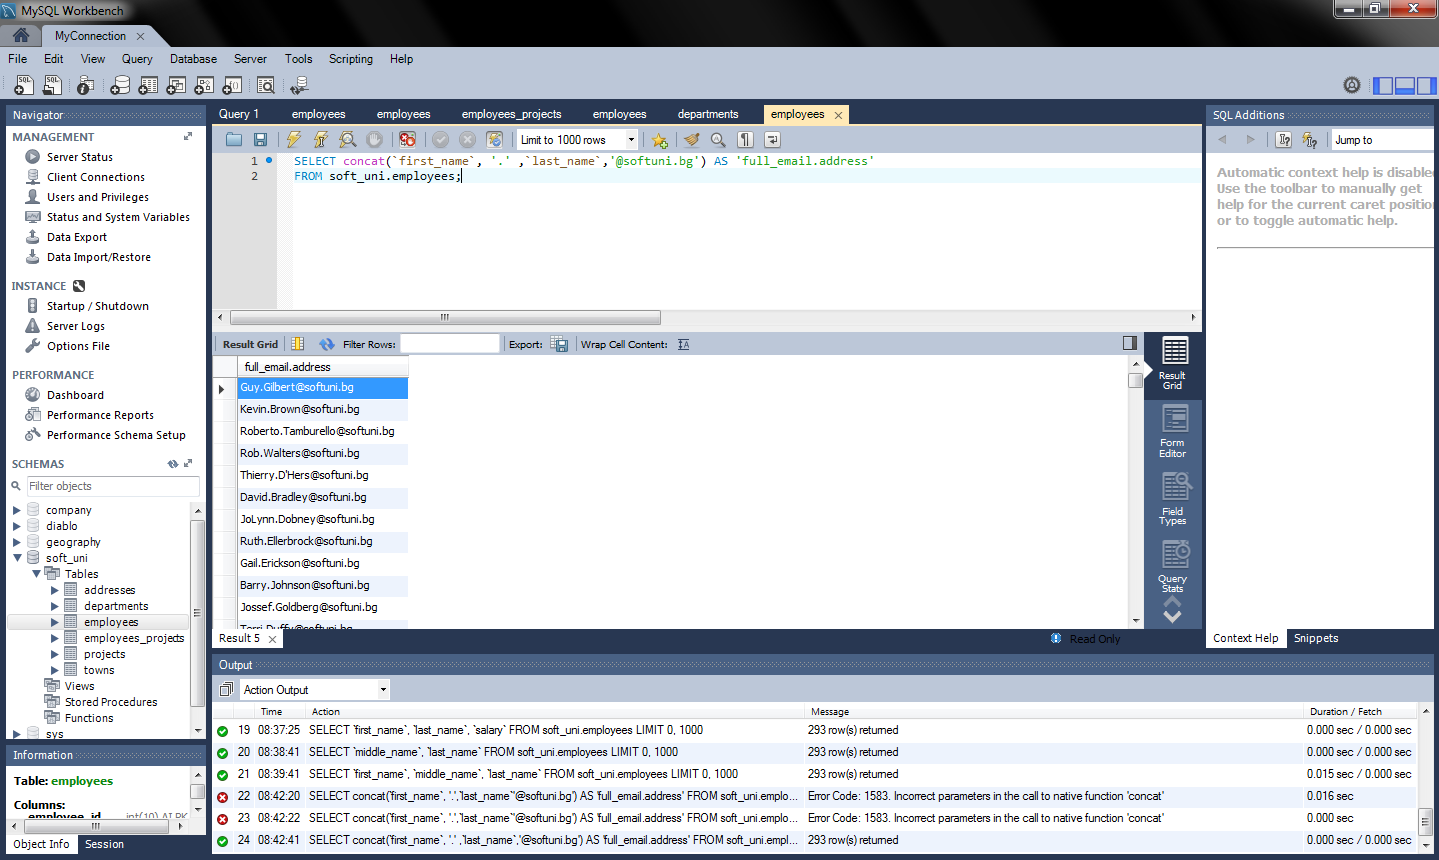 MySQL Workbench
MyConnection
File Edit View Query Database Server Tools Scripting Help
Navigator
MANAGEMENT
Server Status
Client Connections
Users and Privileges
Status and System Variables
Data Export
Data Import/Restore
INSTANCE
Startup / Shutdown
Server Logs
Options File
PERFORMANCE
Dashboard
Performance Reports
Performance Schema Setup
SCHEMAS
Filter objects
company
diablo
geography
soft_uni
Tables
addresses
departments
employees
employees_projects
projects
towns
Views
Stored Procedures
Functions
sys
Information
Table: employees
Columns:
employee_id int(10) AI PK
Object Info Session
Query 1 employees employees employees_projects employees departments employees
Limit to 1000 rows
1 SELECT concat(`first_name`, '.' ,`last_name`,'@softuni.bg') AS 'full_email.address'
2 FROM soft_uni.employees;
Result Grid Filter Rows: Export: Wrap Cell Content:
full_email.address
Guy.Gilbert@softuni.bg
Kevin.Brown@softuni.bg
Roberto.Tamburello@softuni.bg
Rob.Walters@softuni.bg
Thierry.D'Hers@softuni.bg
David.Bradley@softuni.bg
JoLynn.Dobney@softuni.bg
Ruth.Ellerbrock@softuni.bg
Gail.Erickson@softuni.bg
Barry.Johnson@softuni.bg
Jossef.Goldberg@softuni.bg
Terri.Duffy@softuni.bg
Result Grid
Form Editor
Field Types
Query Stats
Result 5
Read Only
SQL Additions
Jump to
Automatic context help is disabled
Use the toolbar to manually get
help for the current caret position
or to toggle automatic help.
Context Help Snippets
Output
Action Output
Time Action Message Duration / Fetch
19 08:37:25 SELECT `first_name`, `last_name`, `salary` FROM soft_uni.employees LIMIT 0, 1000 293 row(s) returned 0.000 sec / 0.000 sec
20 08:38:41 SELECT `middle_name`, `last_name` FROM soft_uni.employees LIMIT 0, 1000 293 row(s) returned 0.000 sec / 0.000 sec
21 08:39:41 SELECT `first_name`, `middle_name`, `last_name` FROM soft_uni.employees LIMIT 0, 1000 293 row(s) returned 0.015 sec / 0.000 sec
22 08:42:20 SELECT concat(`first_name`, '.',`last_name`'@softuni.bg') AS 'full_email.address' FROM soft_uni.emplo... Error Code: 1583. Incorrect parameters in the call to native function 'concat' 0.016 sec
23 08:42:22 SELECT concat(`first_name`, '.',`last_name`'@softuni.bg') AS 'full_email.address' FROM soft_uni.emplo... Error Code: 1583. Incorrect parameters in the call to native function 'concat' 0.000 sec
24 08:42:41 SELECT concat(`first_name`, '.' ,`last_name`,'@softuni.bg') AS 'full_email.address' FROM soft_uni.emplo... 293 row(s) returned 0.000 sec / 0.000 sec